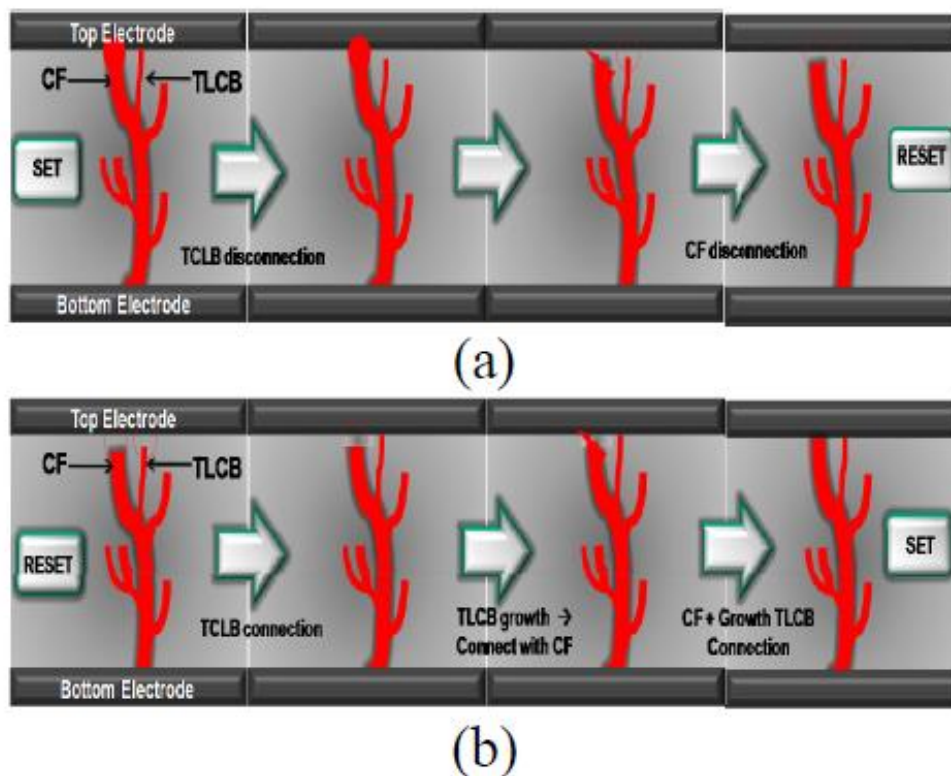 Top Electrode
CF
TLCB
SET
RESET
TCLB disconnection
CF disconnection
Bottom Electrode
(a)
Top Electrode
CF
TLCB
RESET
SET
TCLB connection
TLCB growth →
Connect with CF
CF + Growth TLCB
Connection
Bottom Electrode
(b)